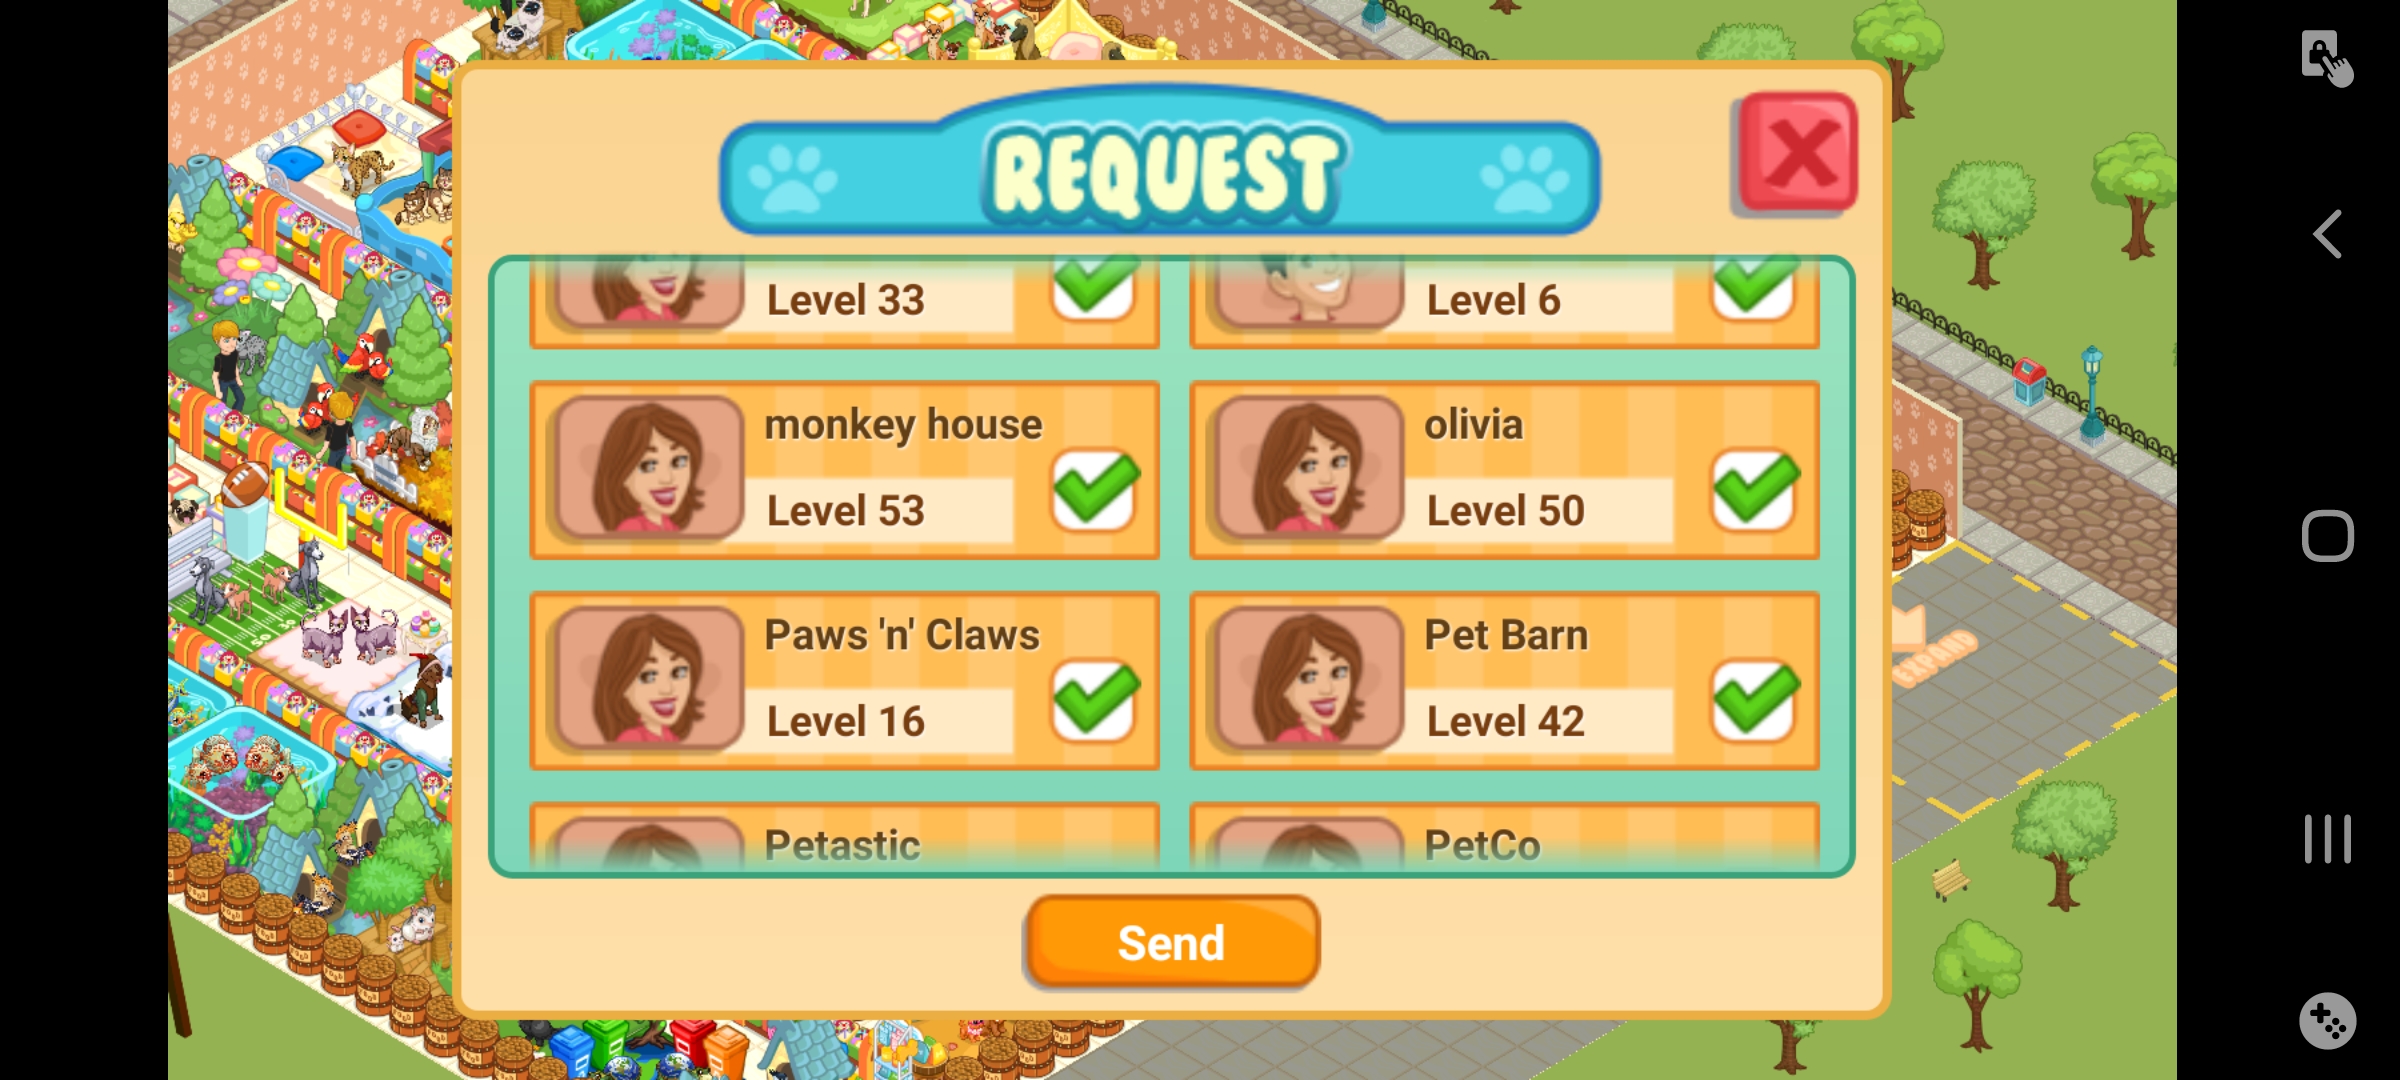 REQUEST
Level 33
Level 6
monkey house
olivia
Level 53
Level 50
Paws 'n' Claws
Pet Barn
Level 16
Level 42
Petastic
PetCo
Send
EXPAND